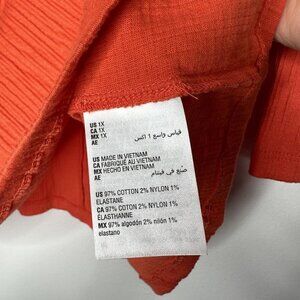 US 1X
CA 1X
MX 1X
AE قياس واسع 1 اكس
US MADE IN VIETNAM
CA FABRIQUÉ AU VIETNAM
MX HECHO EN VIETNAM
AE صنع في فيتنام
US 97% COTTON 2% NYLON 1%
ELASTANE
CA 97% COTON 2% NYLON 1%
ÉLASTHANNE
MX 97% algodón 2% nylon 1%
elastano